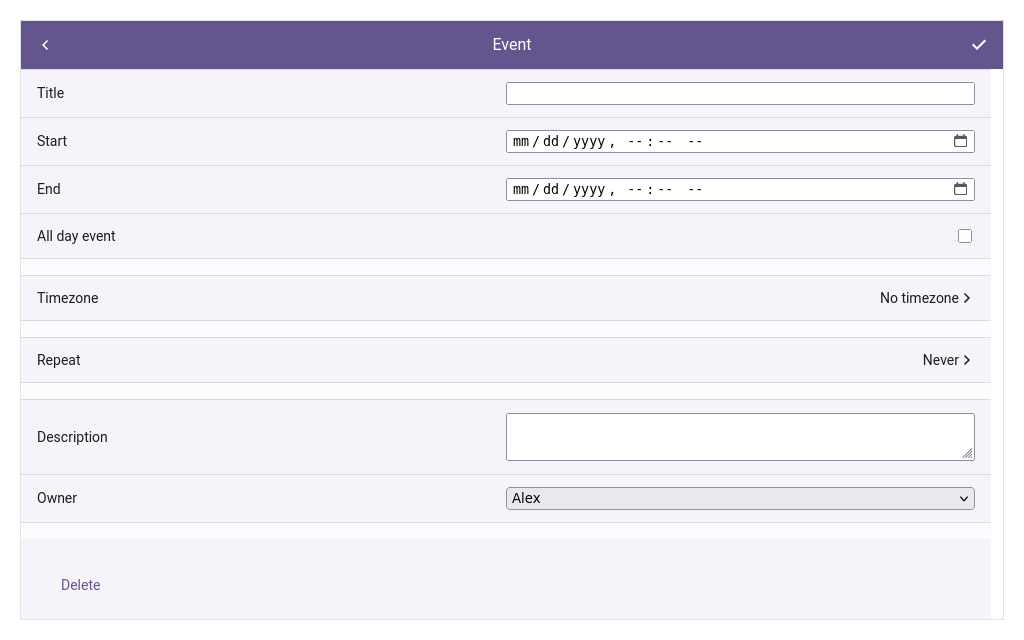 Event
Title
Start mm/dd/yyyy, --:-- --
End mm/dd/yyyy, --:-- --
All day event
Timezone No timezone
Repeat Never
Description
Owner Alex
Delete